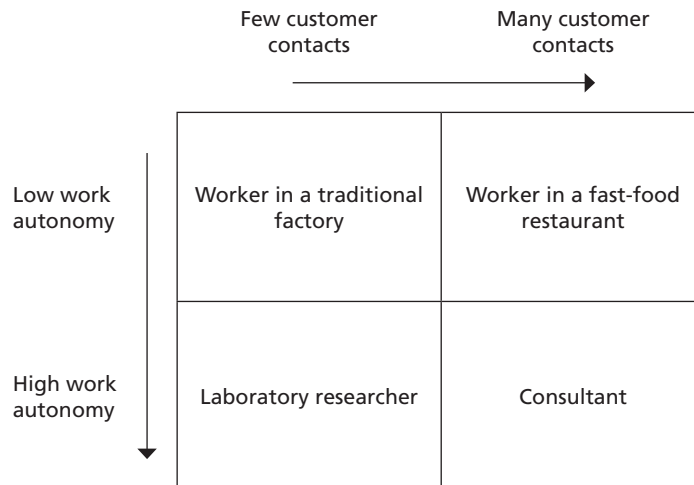 Few customer
contacts
Many customer
contacts
Low work
autonomy
Worker in a traditional
factory
Worker in a fast-food
restaurant
High work
autonomy
Laboratory researcher
Consultant